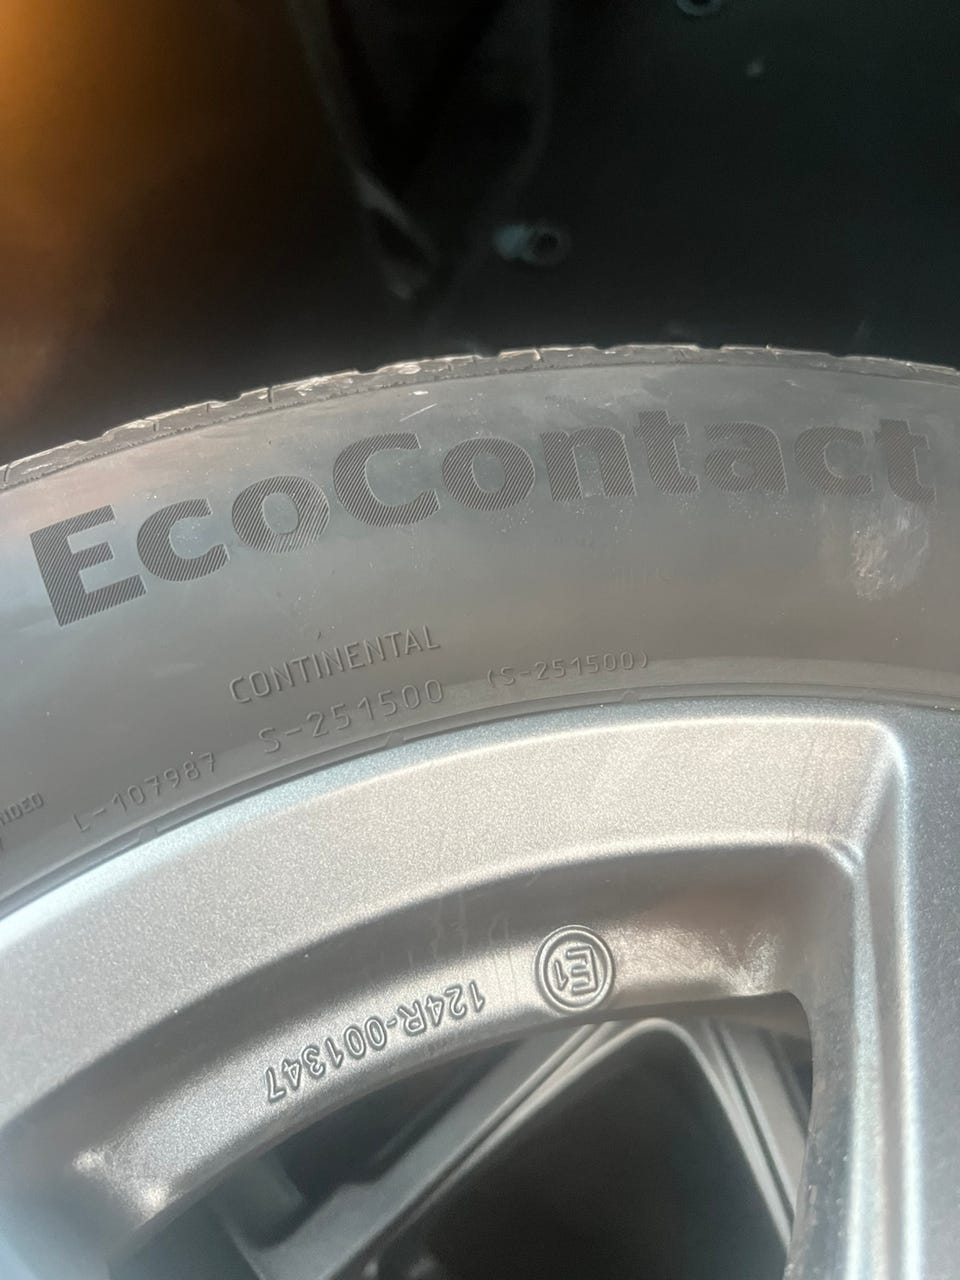 EcoContact
CONTINENTAL
L-107987 S-251500 (S-251500)
E1
124R-001347